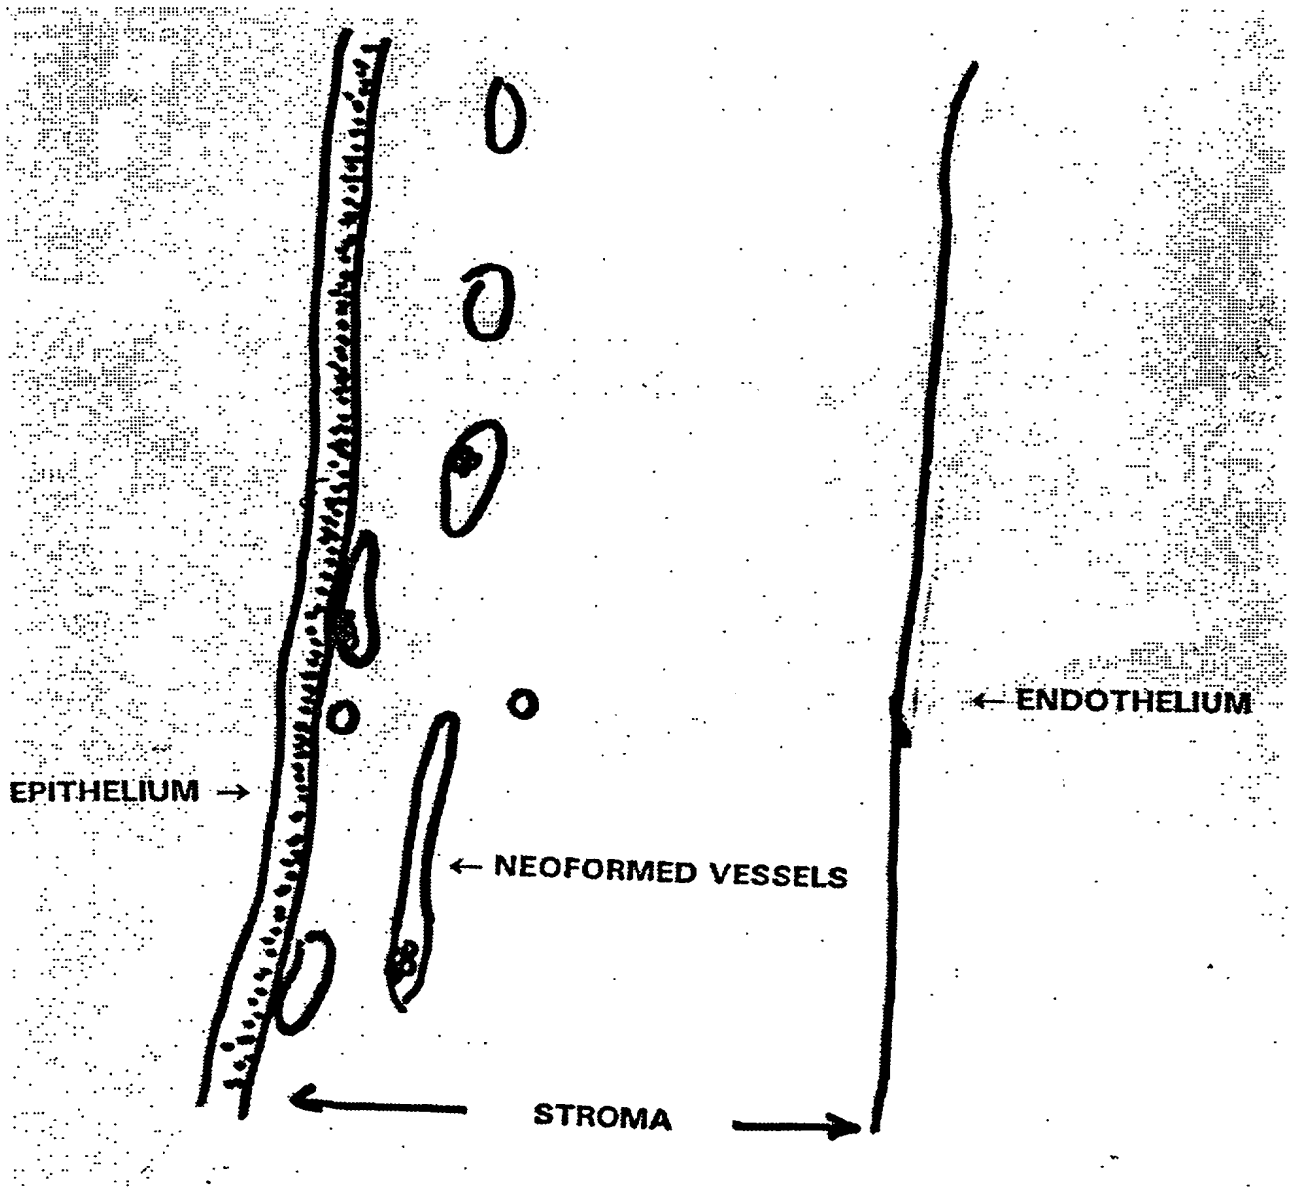 ← ENDOTHELIUM
EPITHELIUM →
← NEOFORMED VESSELS
STROMA